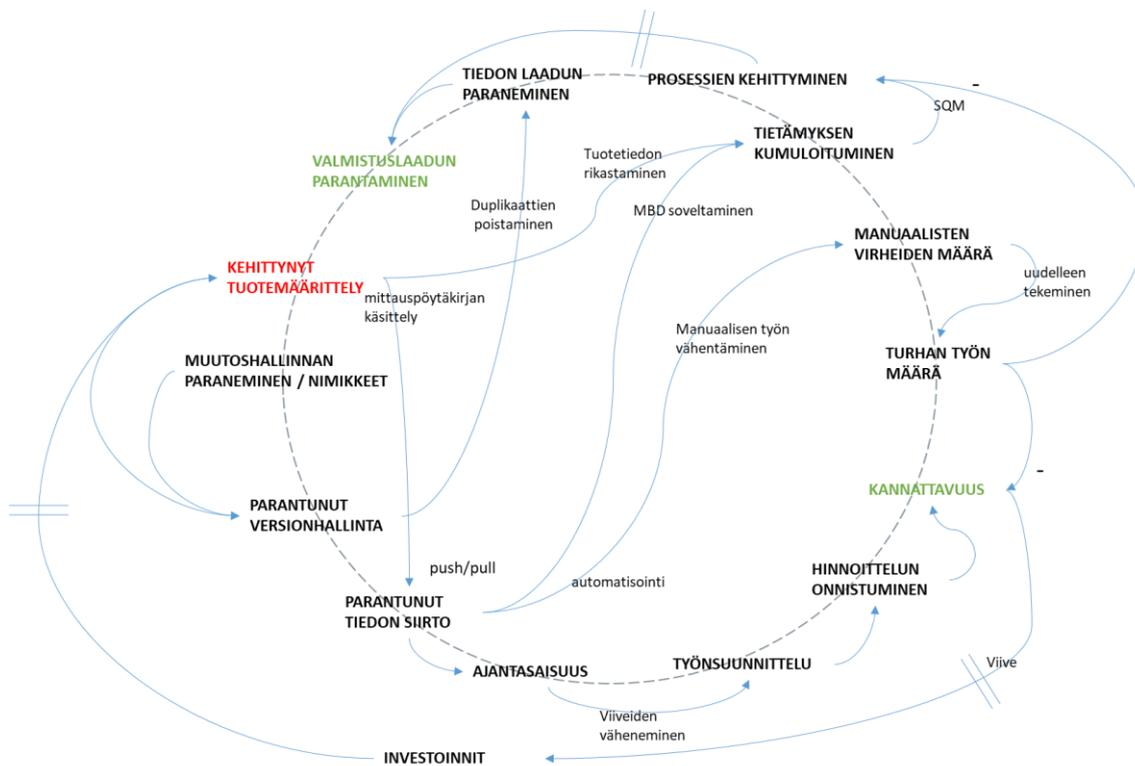 TIEDON LAADUN
PARANEMINEN
PROSESSIEN KEHITTYMINEN
-
SQM
TIETÄMYKSEN
KUMULOITUMINEN
VALMISTUSLAADUN
PARANTAMINEN
Tuotetiedon
rikastaminen
Duplikaattien
poistaminen
MBD soveltaminen
MANUAALISTEN
VIRHEIDEN MÄÄRÄ
KEHITTYNYT
TUOTEMÄÄRITTELY
uudelleen
tekeminen
mittauspöytäkirjan
käsittely
Manuaalisen työn
vähentäminen
TURHAN TYÖN
MÄÄRÄ
MUUTOSHALLINNAN
PARANEMINEN / NIMIKKEET
-
KANNATTAVUUS
PARANTUNUT
VERSIONHALLINTA
push/pull
automatisointi
HINNOITTELUN
ONNISTUMINEN
PARANTUNUT
TIEDON SIIRTO
AJANTASAISUUS
TYÖNSUUNNITTELU
Viive
Viiveiden
väheneminen
INVESTOINNIT